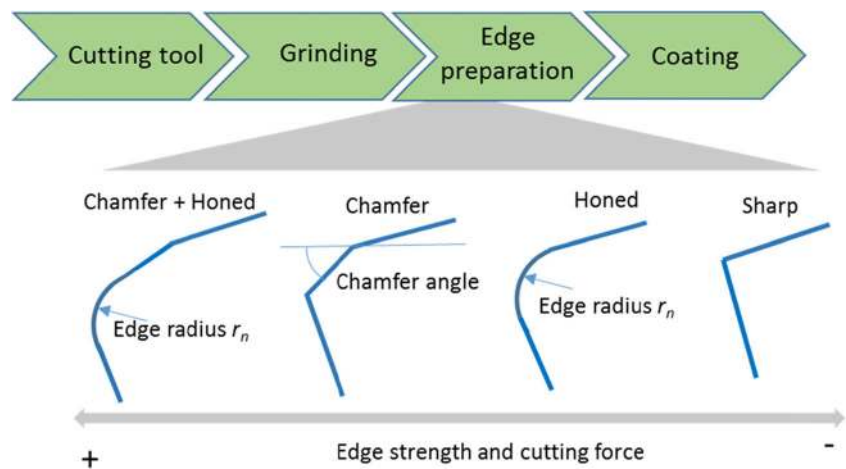 Cutting tool
Grinding
Edge
preparation
Coating
Chamfer + Honed
Chamfer
Honed
Sharp
Chamfer angle
Edge radius rn
Edge radius rn
+
Edge strength and cutting force
-